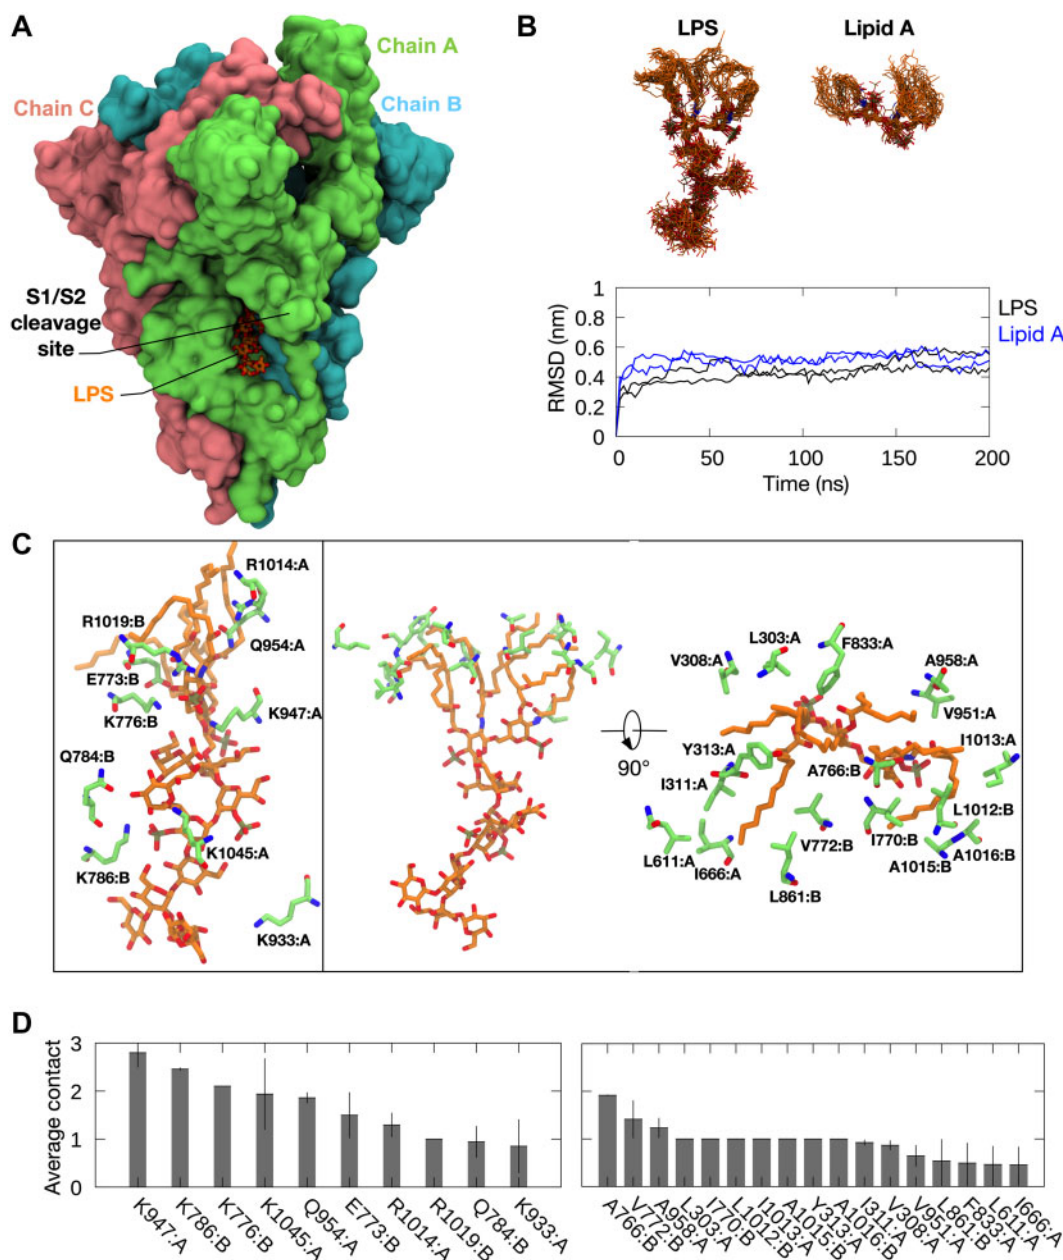 A
Chain A
Chain C
Chain B
S1/S2
cleavage
site
LPS
B
LPS
Lipid A
1
0.8
0.6
0.4
0.2
0
RMSD (nm)
LPS
Lipid A
0
50
100
150
200
Time (ns)
C
R1014:A
R1019:B
Q954:A
E773:B
K776:B
K947:A
Q784:B
K1045:A
K786:B
K933:A
90°
L303:A
F833:A
V308:A
A958:A
V951:A
Y313:A
I1013:A
A766:B
I311:A
L1012:B
V772:B
I770:B
L611:A
A1016:B
I666:A
A1015:B
L861:B
D
Average contact
3
2
1
0
K947:A
K786:B
K776:B
K1045:A
Q954:A
E773:B
R1014:A
R1019:B
Q784:B
K933:A
A766:B
V772:B
A958:A
L303:A
I770:B
L1012:B
I1013:A
A1015:B
Y313:A
A1016:B
I311:A
V308:A
V951:A
L861:B
F833:A
L611:A
I666:A